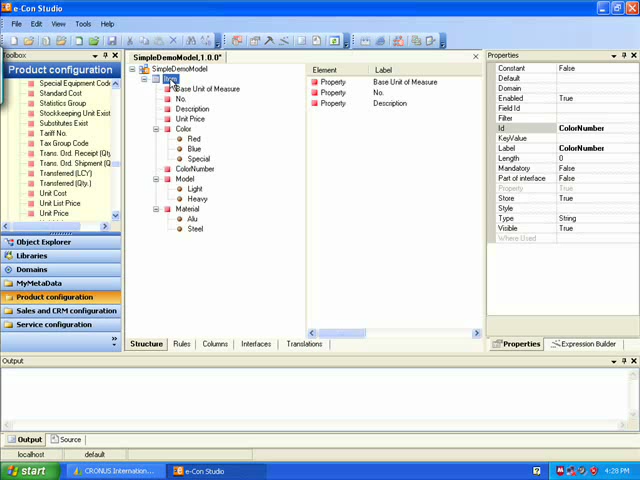 e-Con Studio
File Edit View Tools Help
Toolbox
Product configuration
Special Equipment Code
Standard Cost
Statistics Group
Stockkeeping Unit Exist
Substitutes Exist
Tariff No.
Tax Group Code
Trans. Ord. Receipt (Qty
Trans. Ord. Shipment (Q
Transferred (LCY)
Transferred (Qty.)
Unit Cost
Unit List Price
Unit Price
Object Explorer
Libraries
Domains
MyMetaData
Product configuration
Sales and CRM configuration
Service configuration
SimpleDemoModel,1.0.0*
SimpleDemoModel
Item
Base Unit of Measure
No.
Description
Unit Price
Color
Red
Blue
Special
ColorNumber
Model
Light
Heavy
Material
Alu
Steel
Element Label
Property Base Unit of Measure
Property No.
Property Description
Structure Rules Columns Interfaces Translations
Properties
Constant False
Default
Domain
Enabled True
Field ID
Filter
Id ColorNumber
KeyValue
Label ColorNumber
Length 0
Mandatory False
Part of interface False
Property True
Store True
Style
Type String
Visible True
Where Used
Properties Expression Builder
Output
Output Source
localhost default
start CRONUS Internation... e-Con Studio ? 4:28 PM